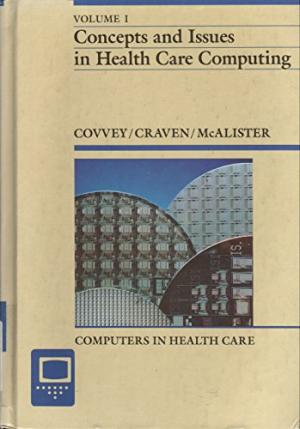 VOLUME I
Concepts and Issues
in Health Care Computing
COVVEY/CRAVEN/McALISTER
COMPUTERS IN HEALTH CARE